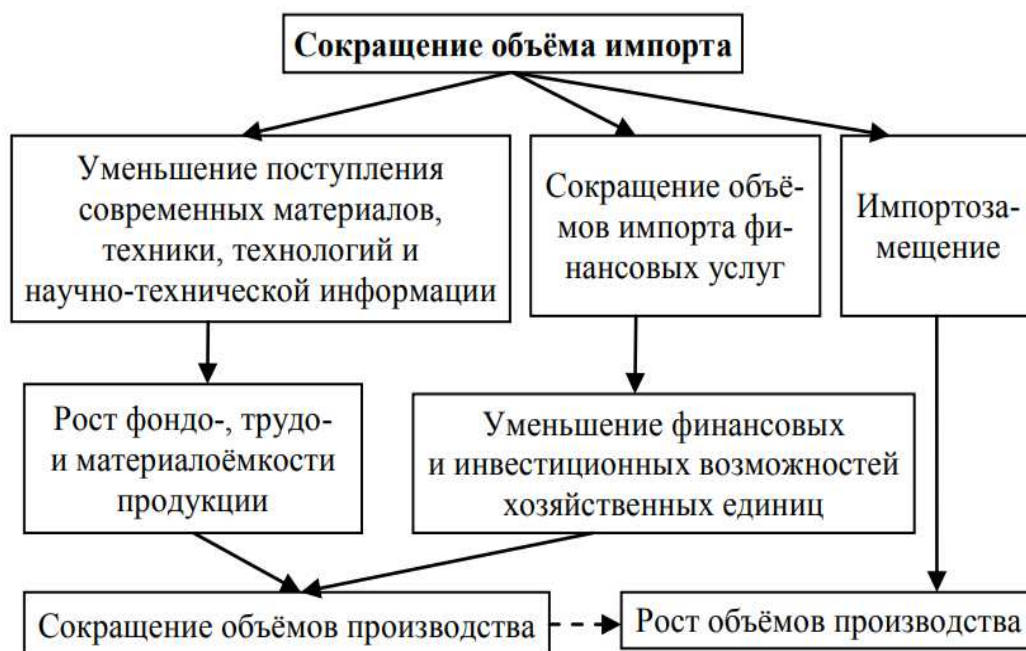 Сокращение объёма импорта
Уменьшение поступления
современных материалов,
техники, технологий и
научно-технической информации
Сокращение объё-
мов импорта фи-
нансовых услуг
Импортоза-
мещение
Рост фондо-, трудо-
и материалоёмкости
продукции
Уменьшение финансовых
и инвестиционных возможностей
хозяйственных единиц
Сокращение объёмов производства
Рост объёмов производства